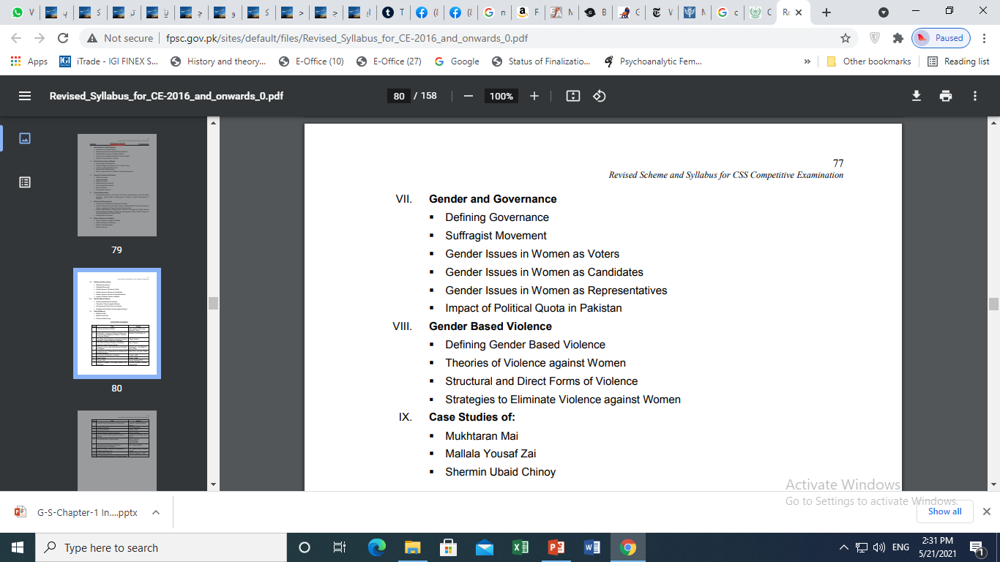 Not secure
fpsc.gov.pk/sites/default/files/Revised_Syllabus_for_CE-2016_and_onwards_0.pdf
Paused
Apps
iTrade - IGI FINEX S...
History and theory...
E-Office (10)
E-Office (27)
Google
Status of Finalizatio...
Psychoanalytic Fem...
»
Other bookmarks
Reading list
Revised_Syllabus_for_CE-2016_and_onwards_0.pdf
80 / 158
100%
79
80
77
Revised Scheme and Syllabus for CSS Competitive Examination
VII. Gender and Governance
▪ Defining Governance
▪ Suffragist Movement
▪ Gender Issues in Women as Voters
▪ Gender Issues in Women as Candidates
▪ Gender Issues in Women as Representatives
▪ Impact of Political Quota in Pakistan
VIII. Gender Based Violence
▪ Defining Gender Based Violence
▪ Theories of Violence against Women
▪ Structural and Direct Forms of Violence
▪ Strategies to Eliminate Violence against Women
IX. Case Studies of:
▪ Mukhtaran Mai
▪ Mallala Yousaf Zai
▪ Shermin Ubaid Chinoy
Activate Windows
Go to Settings to activate Windows.
G-S-Chapter-1 In....pptx
Show all
Type here to search
ENG
2:31 PM
5/21/2021
1